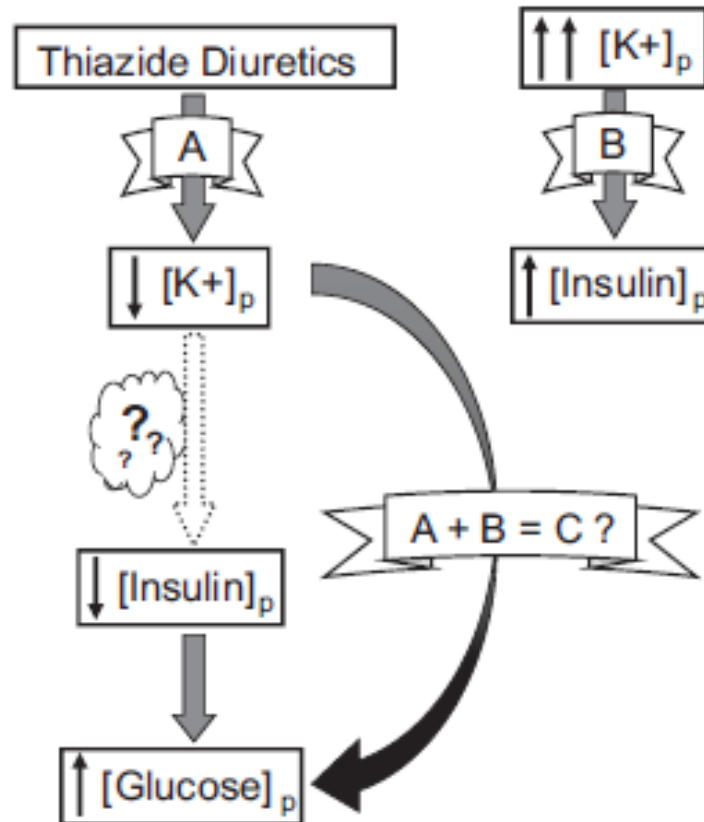 Thiazide Diuretics
A
↓ [K+]p
???
↓ [Insulin]p
↑ [Glucose]p
↑↑ [K+]p
B
↑ [Insulin]p
A + B = C ?